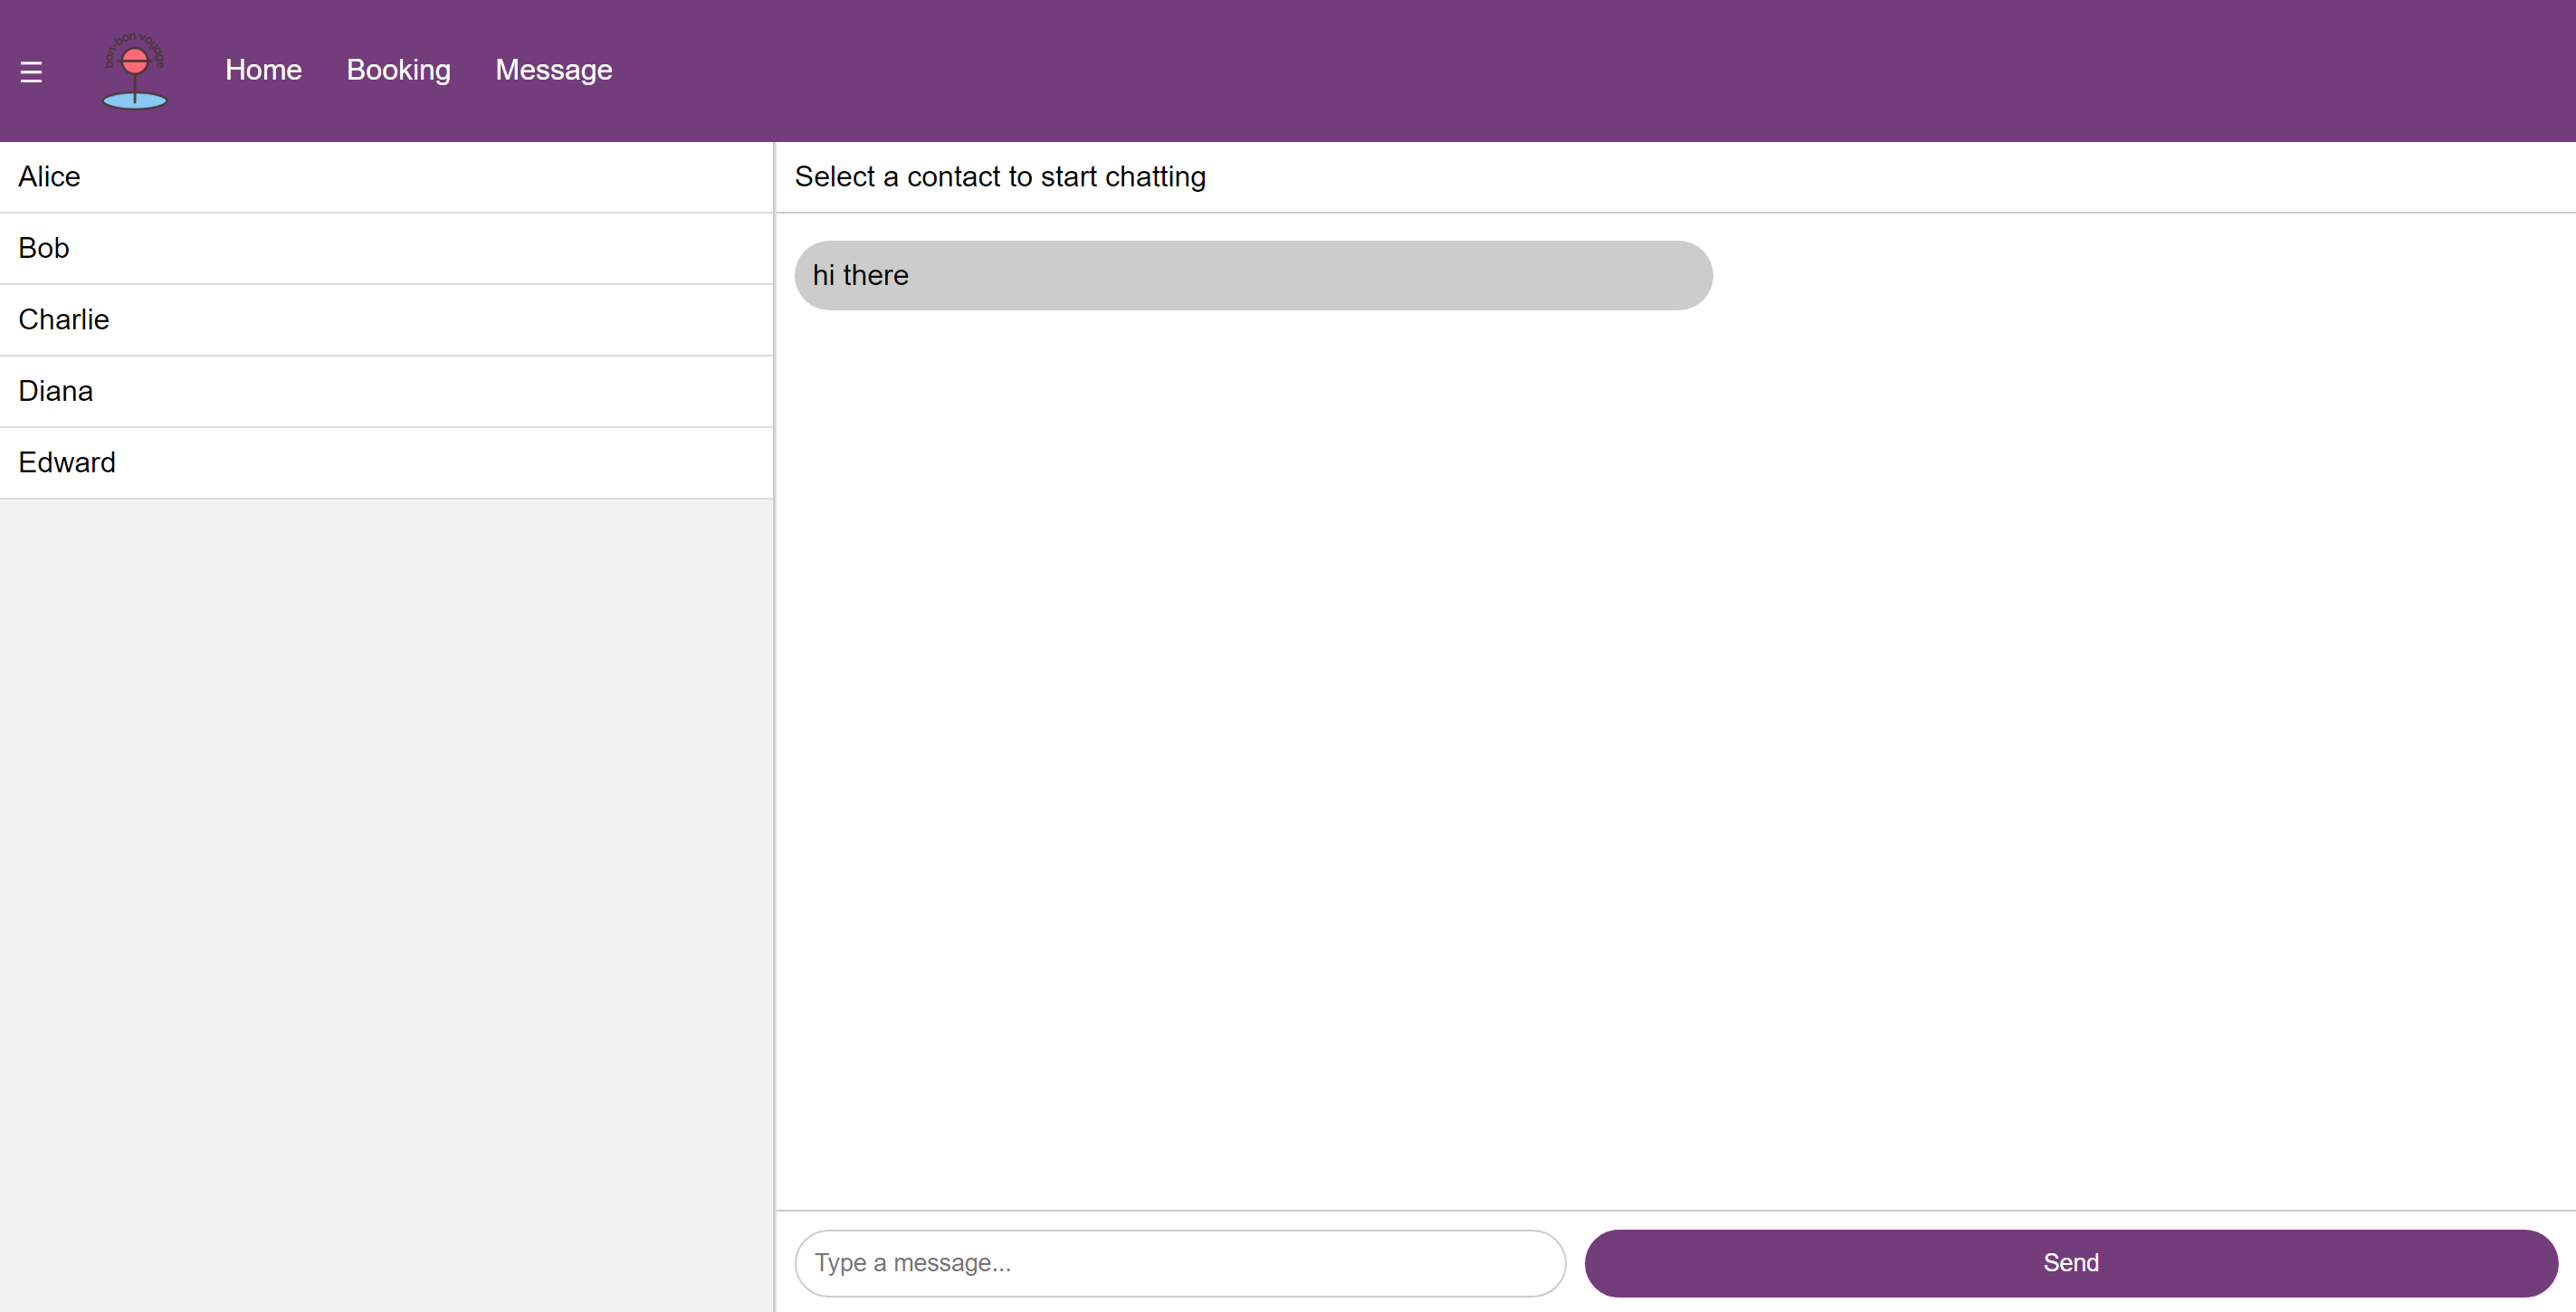 ☰
bon-bon voyage
Home Booking Message
Alice
Bob
Charlie
Diana
Edward
Select a contact to start chatting
hi there
Type a message...
Send